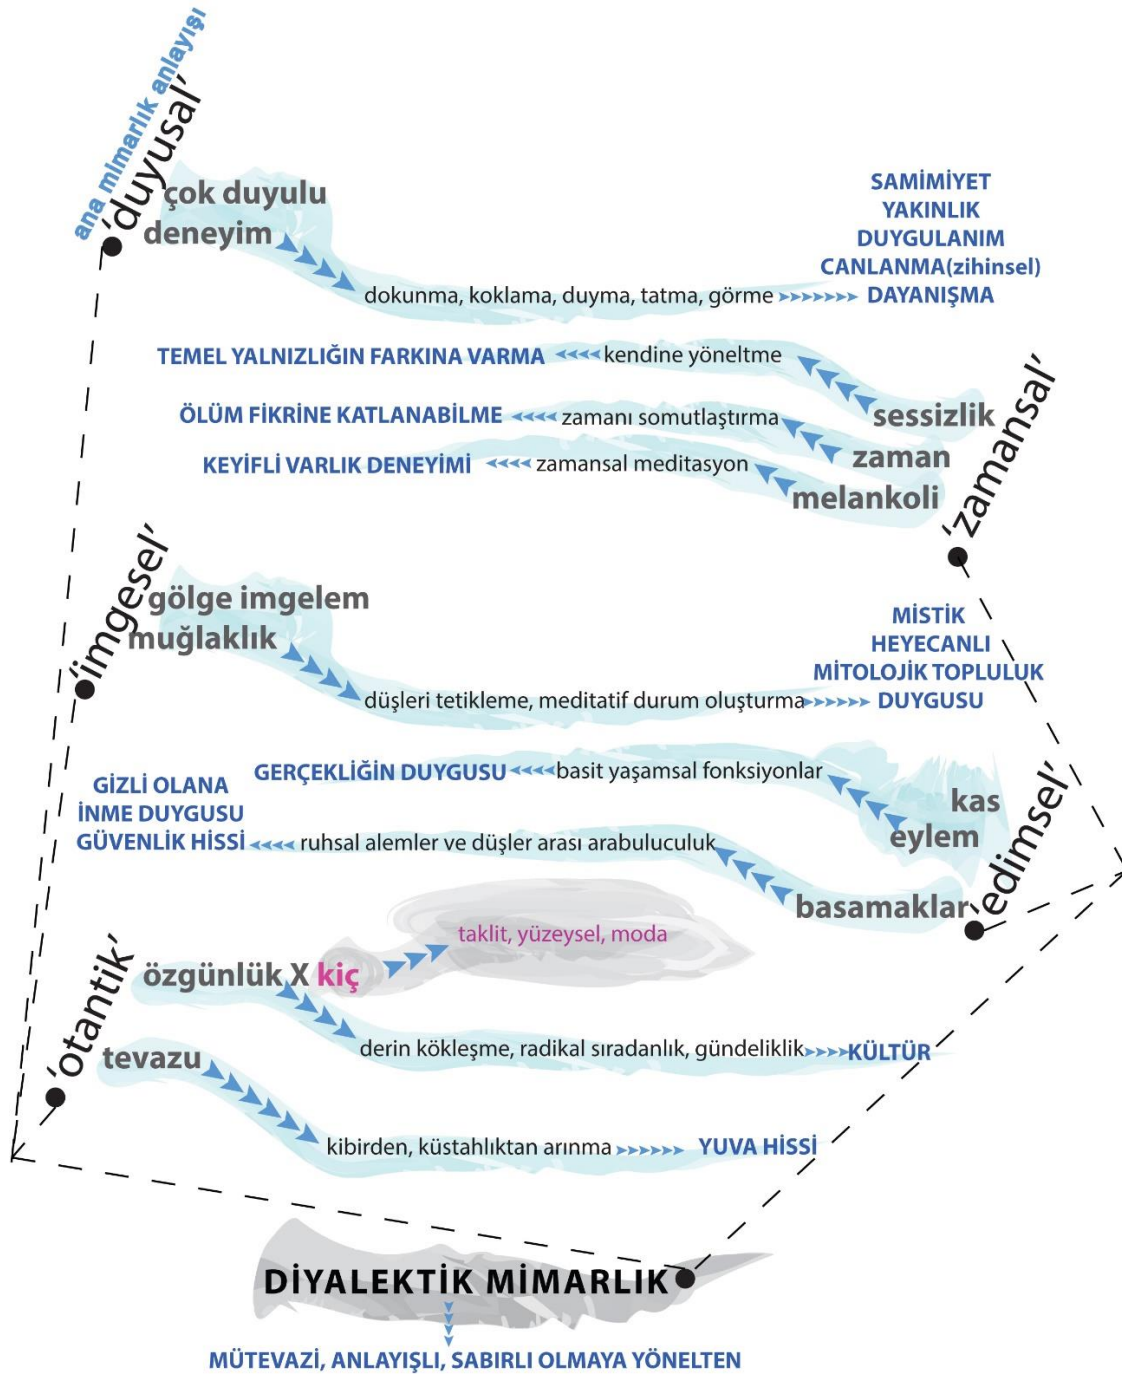 ana mimarlık anlayışı
'duyusal'
çok duyulu
deneyim
dokunma, koklama, duyma, tatma, görme
SAMİMİYET
YAKINLIK
DUYGULANIM
CANLANMA(zihinsel)
DAYANIŞMA
'zamansal'
sessizlik
kendine yöneltme
TEMEL YALNIZLIĞIN FARKINA VARMA
zaman
zamanı somutlaştırma
ÖLÜM FİKRİNE KATLANABİLME
melankoli
zamansal meditasyon
KEYİFLİ VARLIK DENEYİMİ
'imgesel'
gölge imgelem
muğlaklık
düşleri tetikleme, meditatif durum oluşturma
MİSTİK
HEYECANLI
MİTOLOJİK TOPLULUK
DUYGUSU
'edimsel'
kas
eylem
basit yaşamsal fonksiyonlar
GERÇEKLİĞİN DUYGUSU
basamaklar
ruhsal alemler ve düşler arası arabuluculuk
GİZLİ OLANA
İNME DUYGUSU
GÜVENLİK HİSSİ
'otantik'
özgünlük X kiç
taklit, yüzeysel, moda
derin kökleşme, radikal sıradanlık, gündeliklik
KÜLTÜR
tevazu
kibirden, küstahlıktan arınma
YUVA HİSSİ
DİYALEKTİK MİMARLIK
MÜTEVAZİ, ANLAYIŞLI, SABIRLI OLMAYA YÖNELTEN